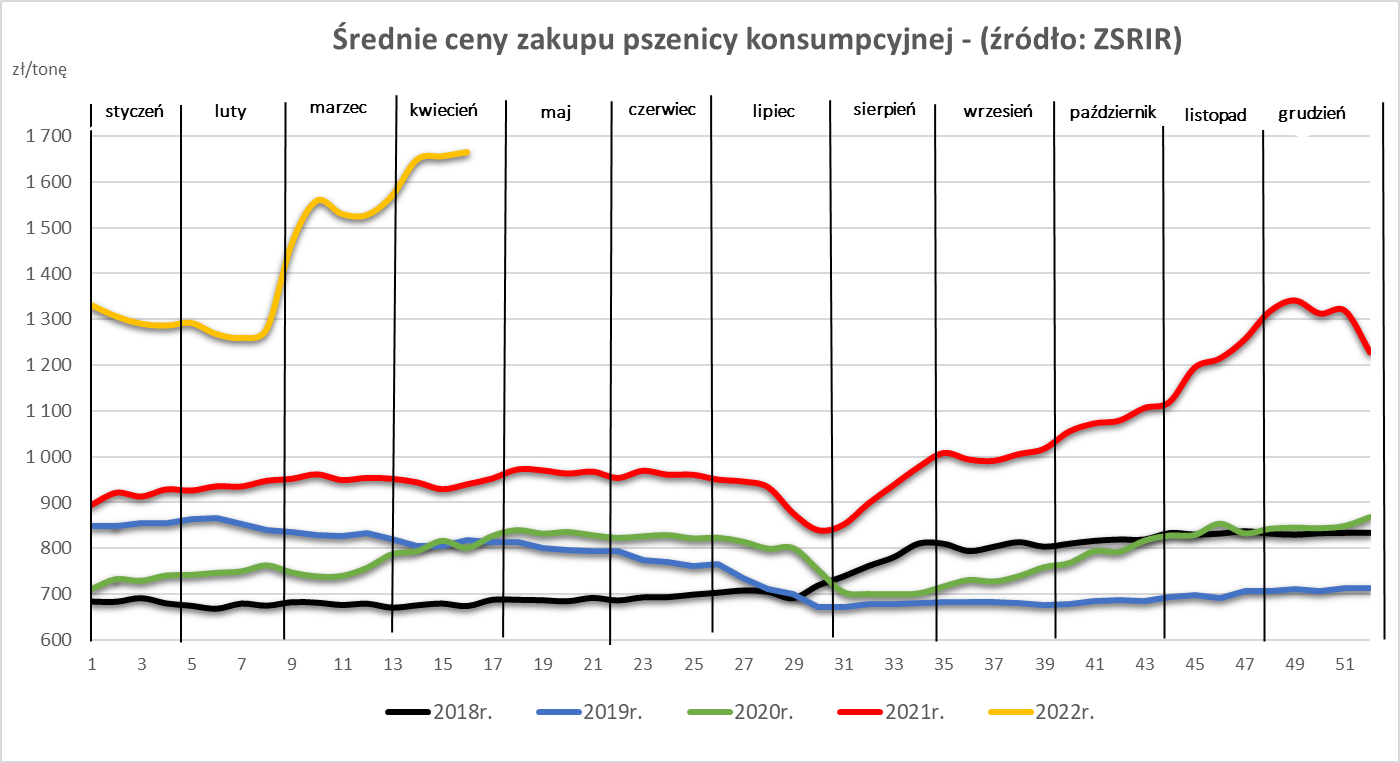 Średnie ceny zakupu pszenicy konsumpcyjnej - (źródło: ZSRIR)
zł/tonę
styczeń luty marzec kwiecień maj czerwiec lipiec sierpień wrzesień październik listopad grudzień
1 700
1 600
1 500
1 400
1 300
1 200
1 100
1 000
900
800
700
600
1 3 5 7 9 11 13 15 17 19 21 23 25 27 29 31 33 35 37 39 41 43 45 47 49 51
2018r. 2019r. 2020r. 2021r. 2022r.